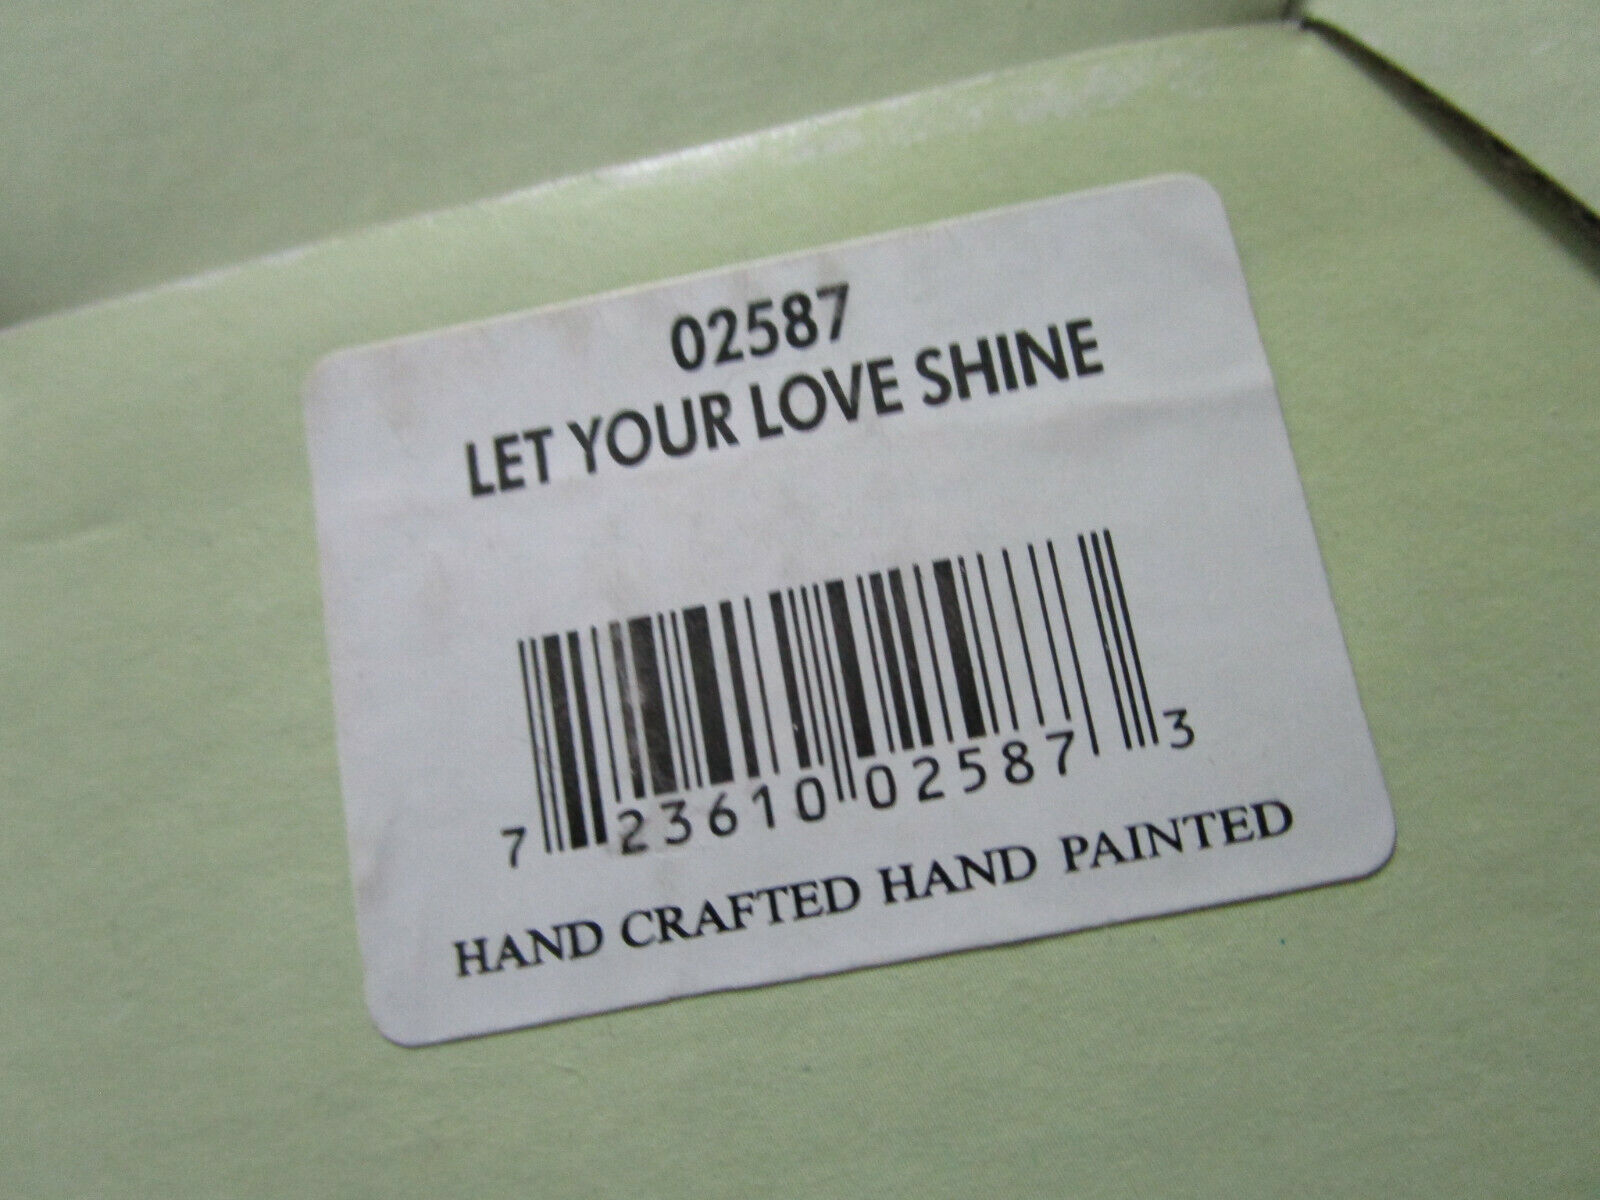 02587
LET YOUR LOVE SHINE
7 23610 02587 3
HAND CRAFTED HAND PAINTED